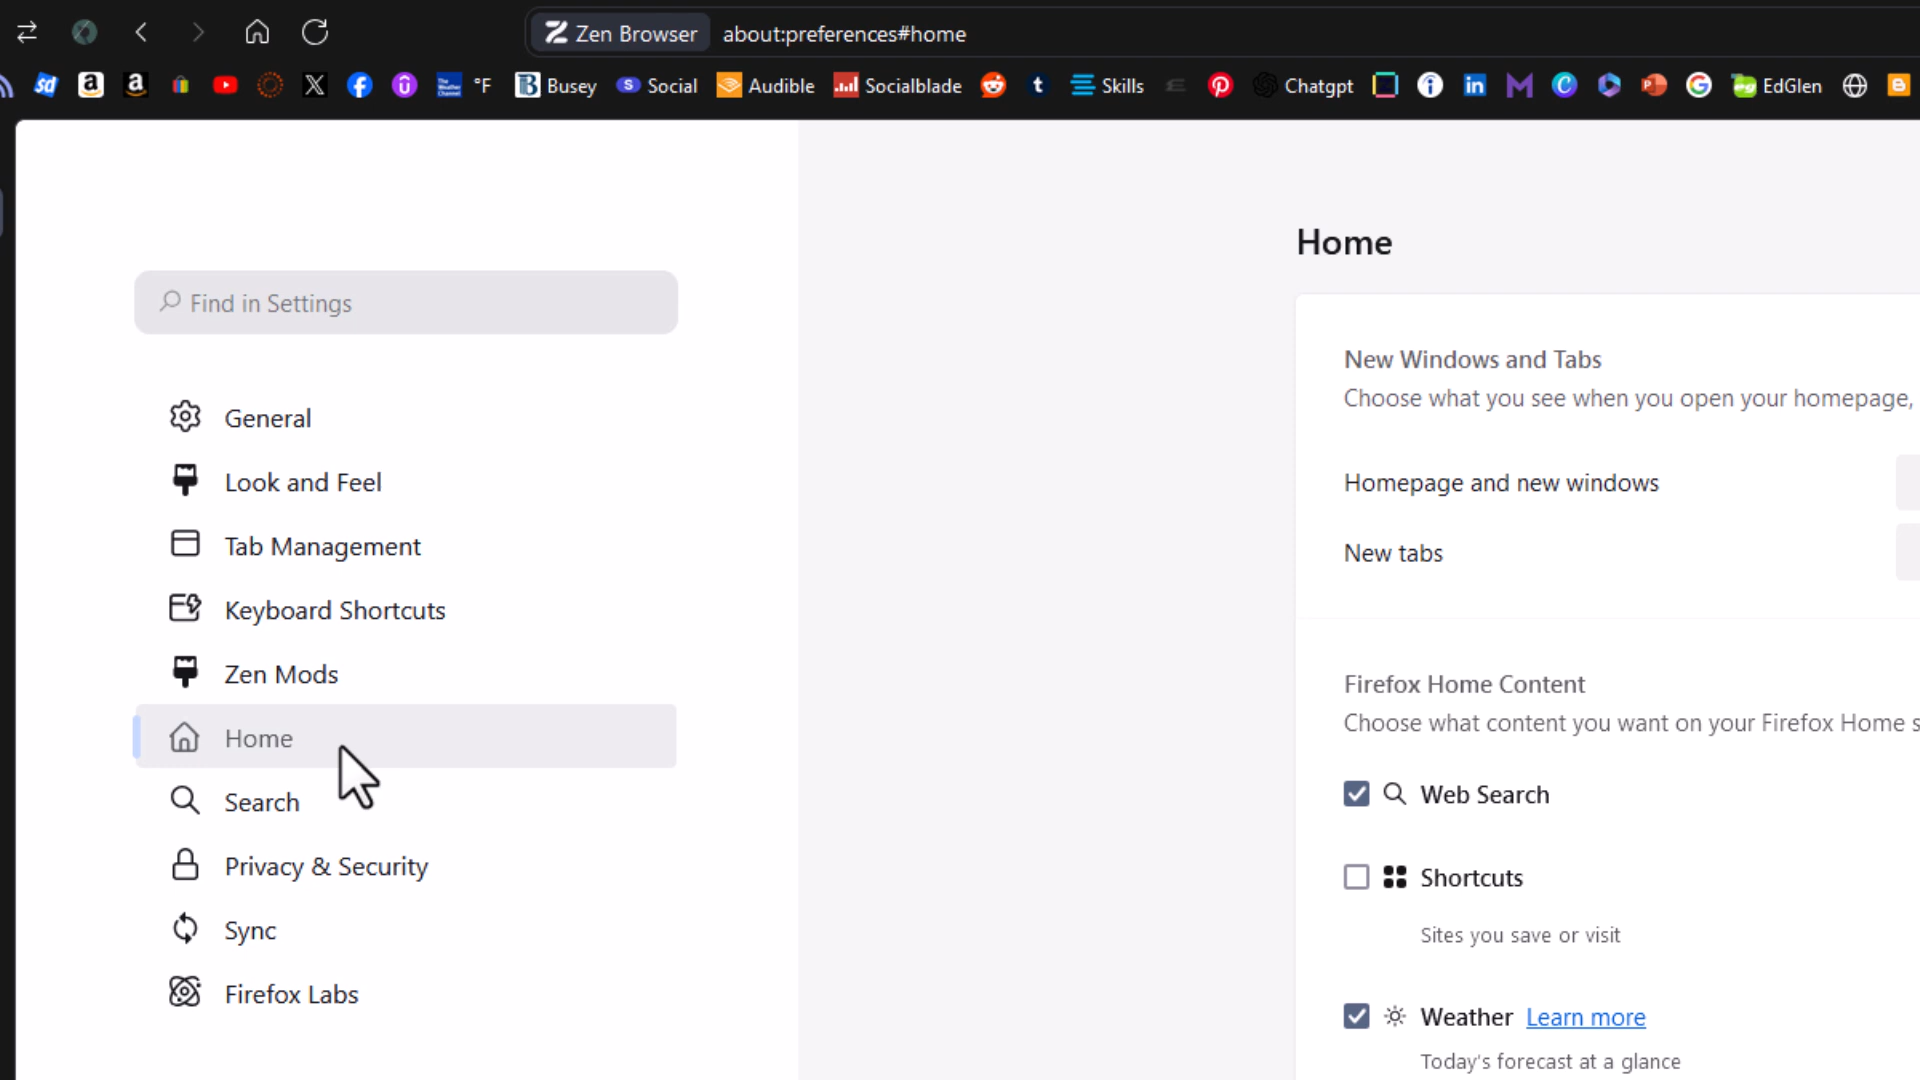 Zen Browser about:preferences#home
°F Busey Social Audible Socialblade Skills Chatgpt EdGlen
Find in Settings
General
Look and Feel
Tab Management
Keyboard Shortcuts
Zen Mods
Home
Search
Privacy & Security
Sync
Firefox Labs
Home
New Windows and Tabs
Choose what you see when you open your homepage,
Homepage and new windows
New tabs
Firefox Home Content
Choose what content you want on your Firefox Home s
Web Search
Shortcuts
Sites you save or visit
Weather Learn more
Today's forecast at a glance